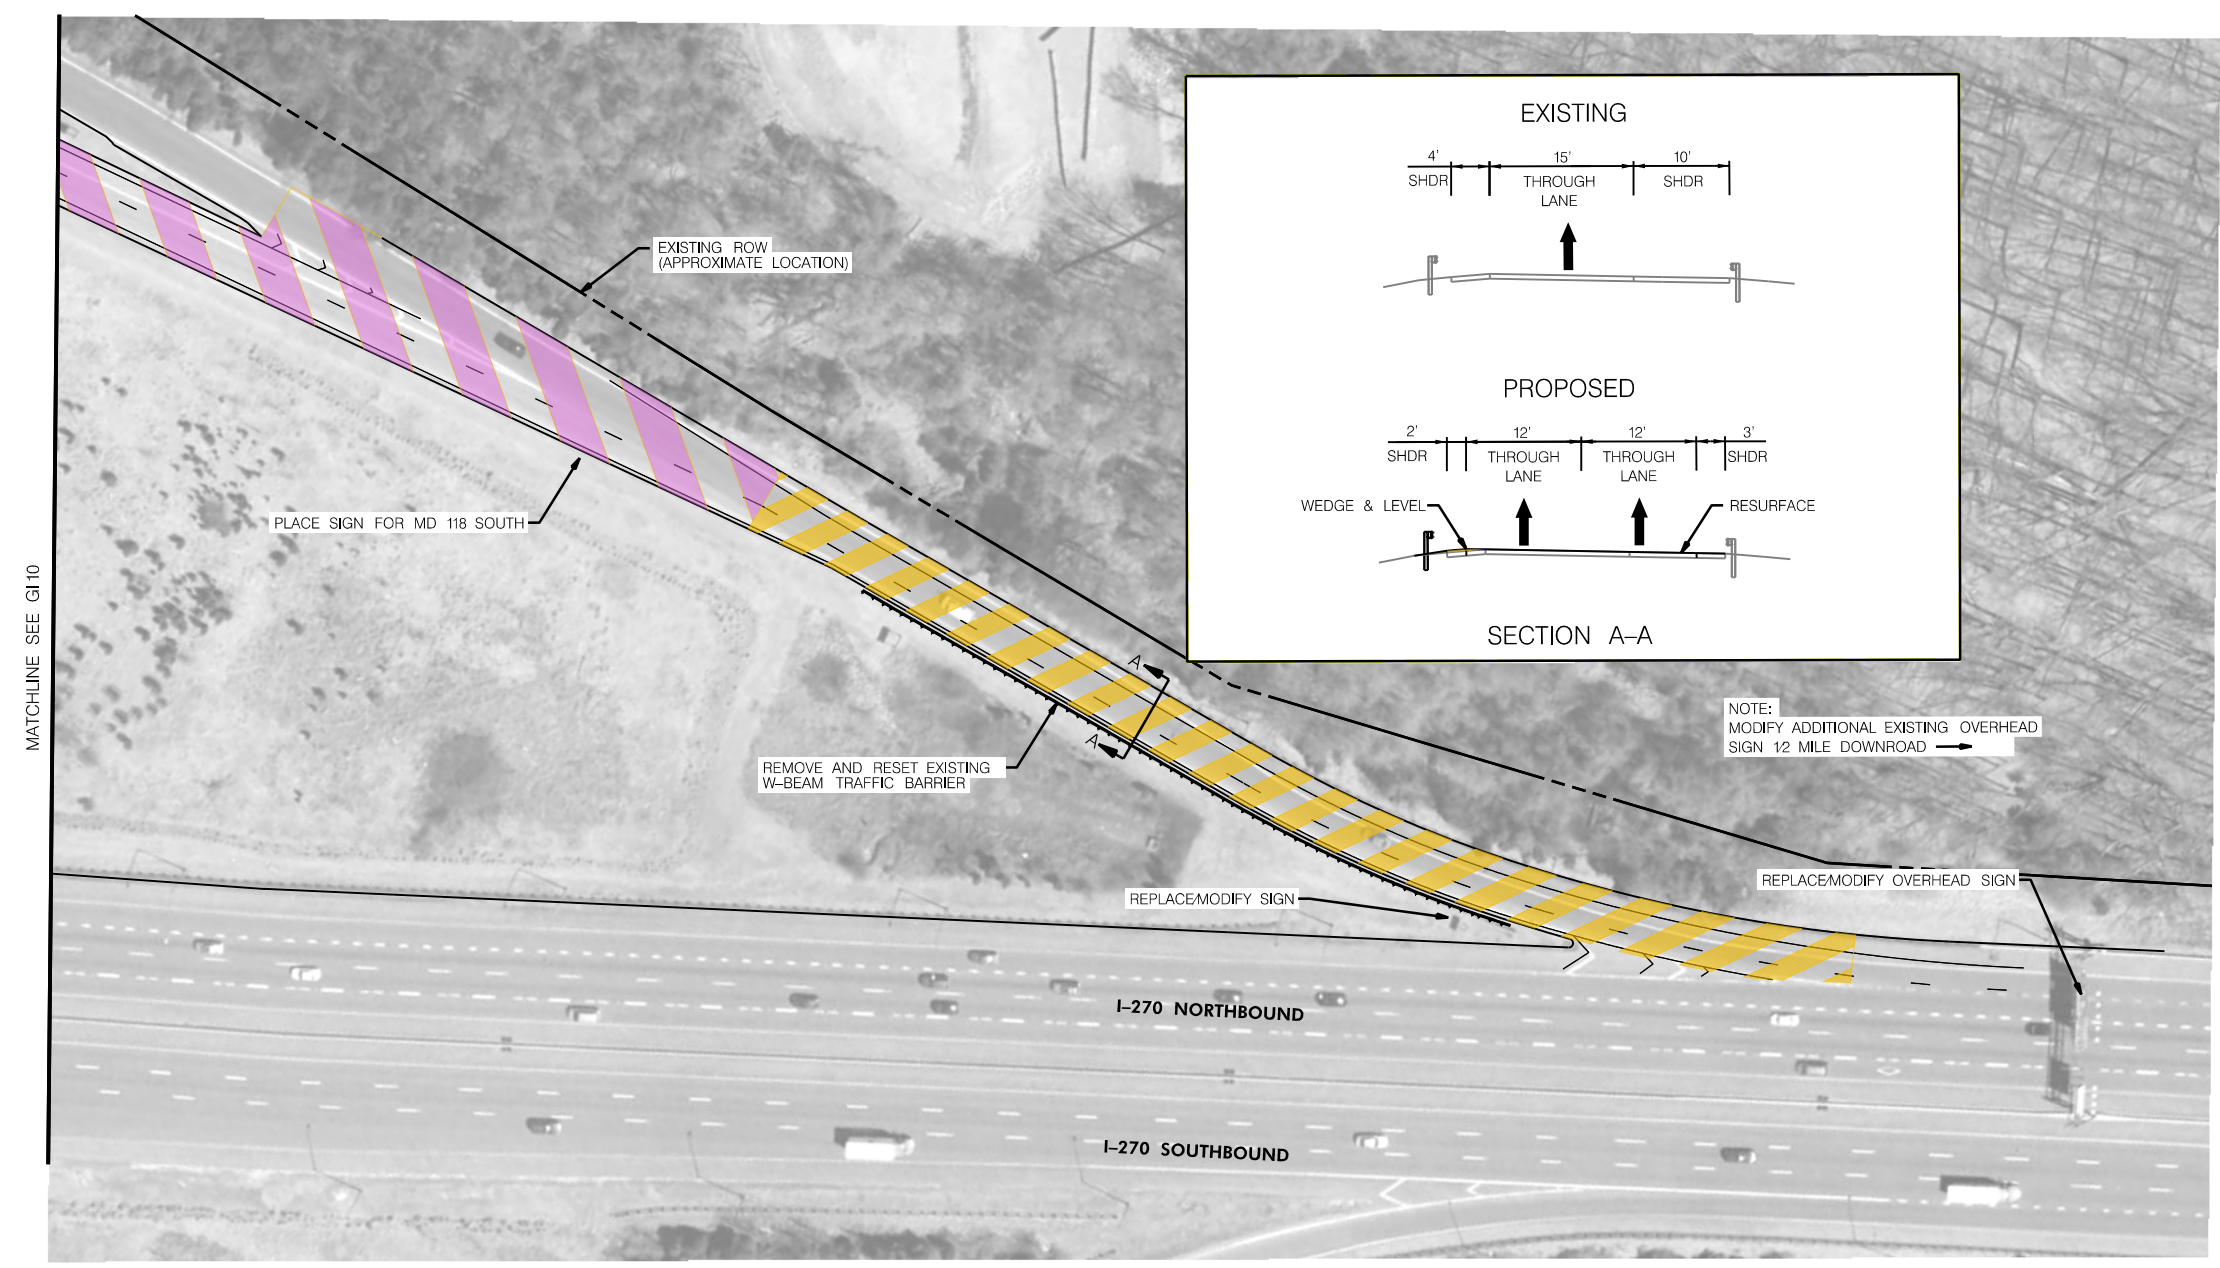 EXISTING
4' 15' 10'
SHDR THROUGH SHDR
LANE
EXISTING ROW
(APPROXIMATE LOCATION)
PROPOSED
2' 12' 12' 3'
SHDR THROUGH THROUGH SHDR
LANE LANE
WEDGE & LEVEL RESURFACE
SECTION A–A
PLACE SIGN FOR MD 118 SOUTH
MATCHLINE SEE GI10
A
A
NOTE:
MODIFY ADDITIONAL EXISTING OVERHEAD
SIGN 1/2 MILE DOWNROAD
REMOVE AND RESET EXISTING
W–BEAM TRAFFIC BARRIER
REPLACE/MODIFY OVERHEAD SIGN
REPLACE/MODIFY SIGN
I–270 NORTHBOUND
I–270 SOUTHBOUND